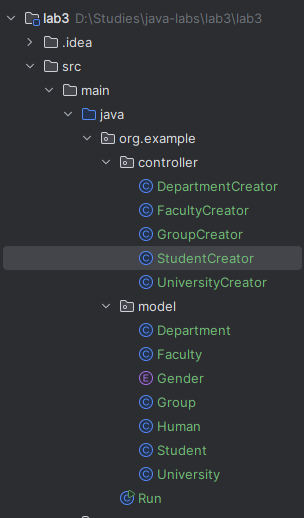 lab3 D:\Studies\java-labs\lab3\lab3
.idea
src
main
java
org.example
controller
C DepartmentCreator
C FacultyCreator
C GroupCreator
C StudentCreator
C UniversityCreator
model
C Department
C Faculty
E Gender
C Group
C Human
C Student
C University
C Run